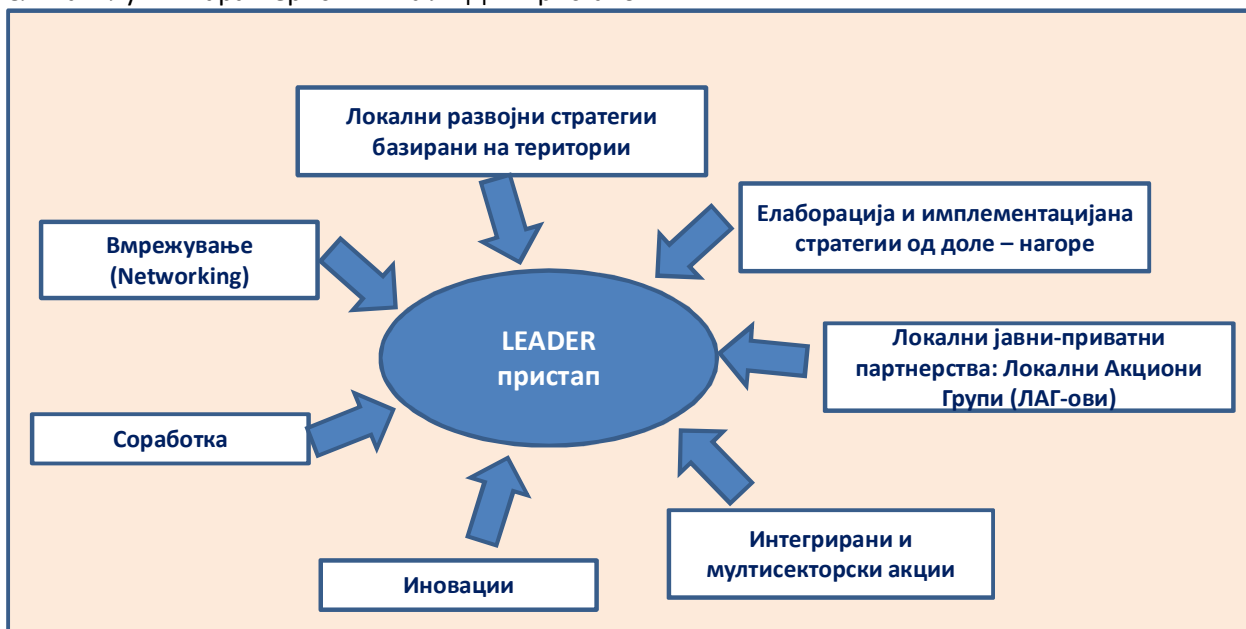 Локални развојни стратегии
базирани на територии
Елаборација и имплементацијана
стратегии од доле – нагоре
Вмрежување
(Networking)
LEADER
пристап
Локални јавни-приватни
партнерства: Локални Акциони
Групи (ЛАГ-ови)
Соработка
Интегрирани и
мултисекторски акции
Иновации